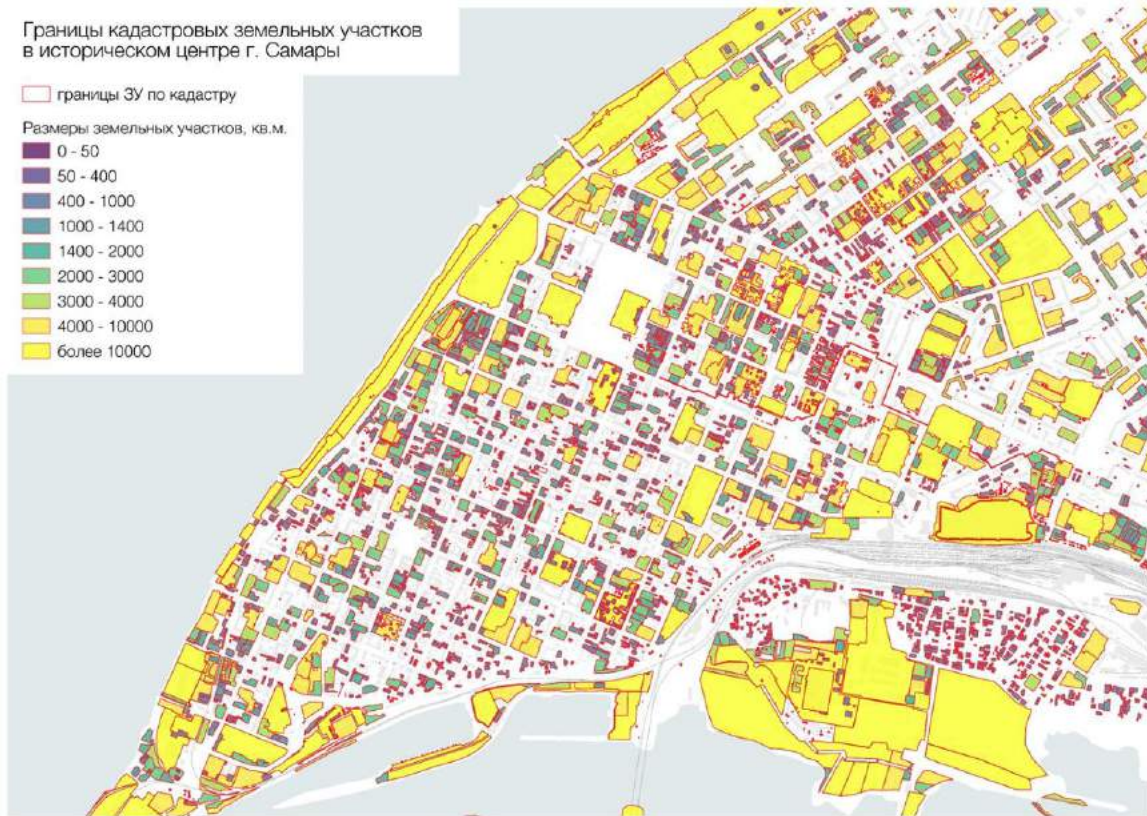 Границы кадастровых земельных участков
в историческом центре г. Самары
границы ЗУ по кадастру
Размеры земельных участков, кв.м.
0 - 50
50 - 400
400 - 1000
1000 - 1400
1400 - 2000
2000 - 3000
3000 - 4000
4000 - 10000
более 10000